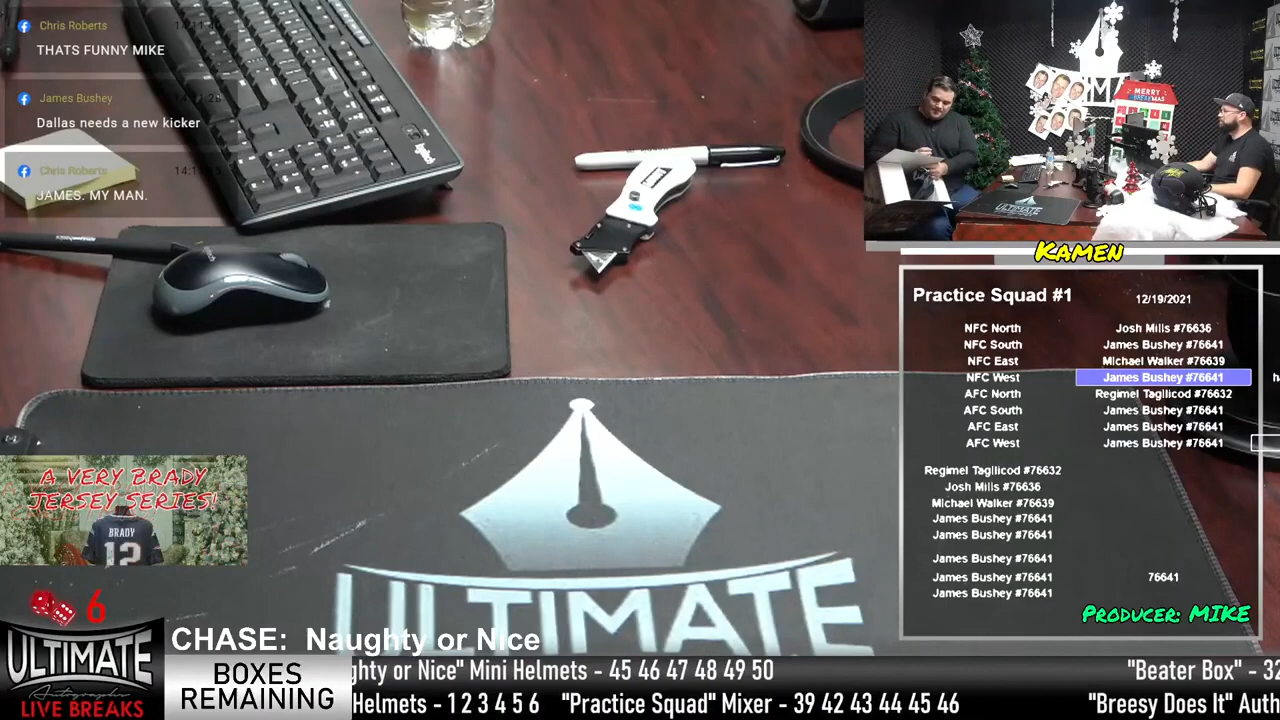 Chris Roberts
THATS FUNNY MIKE
James Bushey
Dallas needs a new kicker
Chris Roberts
JAMES. MY MAN.
MERRY
BREAKMAS
KAMEN
Practice Squad #1
12/19/2021
NFC North Josh Mills #76636
NFC South James Bushey #76641
NFC East Michael Walker #76639
NFC West James Bushey #76641
AFC North Regimel Tagilicod #76632
AFC South James Bushey #76641
AFC East James Bushey #76641
AFC West James Bushey #76641
Regimel Tagilicod #76632
Josh Mills #76636
Michael Walker #76639
James Bushey #76641
James Bushey #76641
James Bushey #76641
James Bushey #76641 76641
James Bushey #76641
PRODUCER: MIKE
A VERY BRADY
JERSEY SERIES!
BRADY
12
ULTIMATE
6
ULTIMATE
Autographs
LIVE BREAKS
CHASE: Naughty or Nice
BOXES
REMAINING
ghty or Nice" Mini Helmets - 45 46 47 48 49 50 "Beater Box" - 32
Helmets - 1 2 3 4 5 6 "Practice Squad" Mixer - 39 42 43 44 45 46 "Breesy Does It" Auth